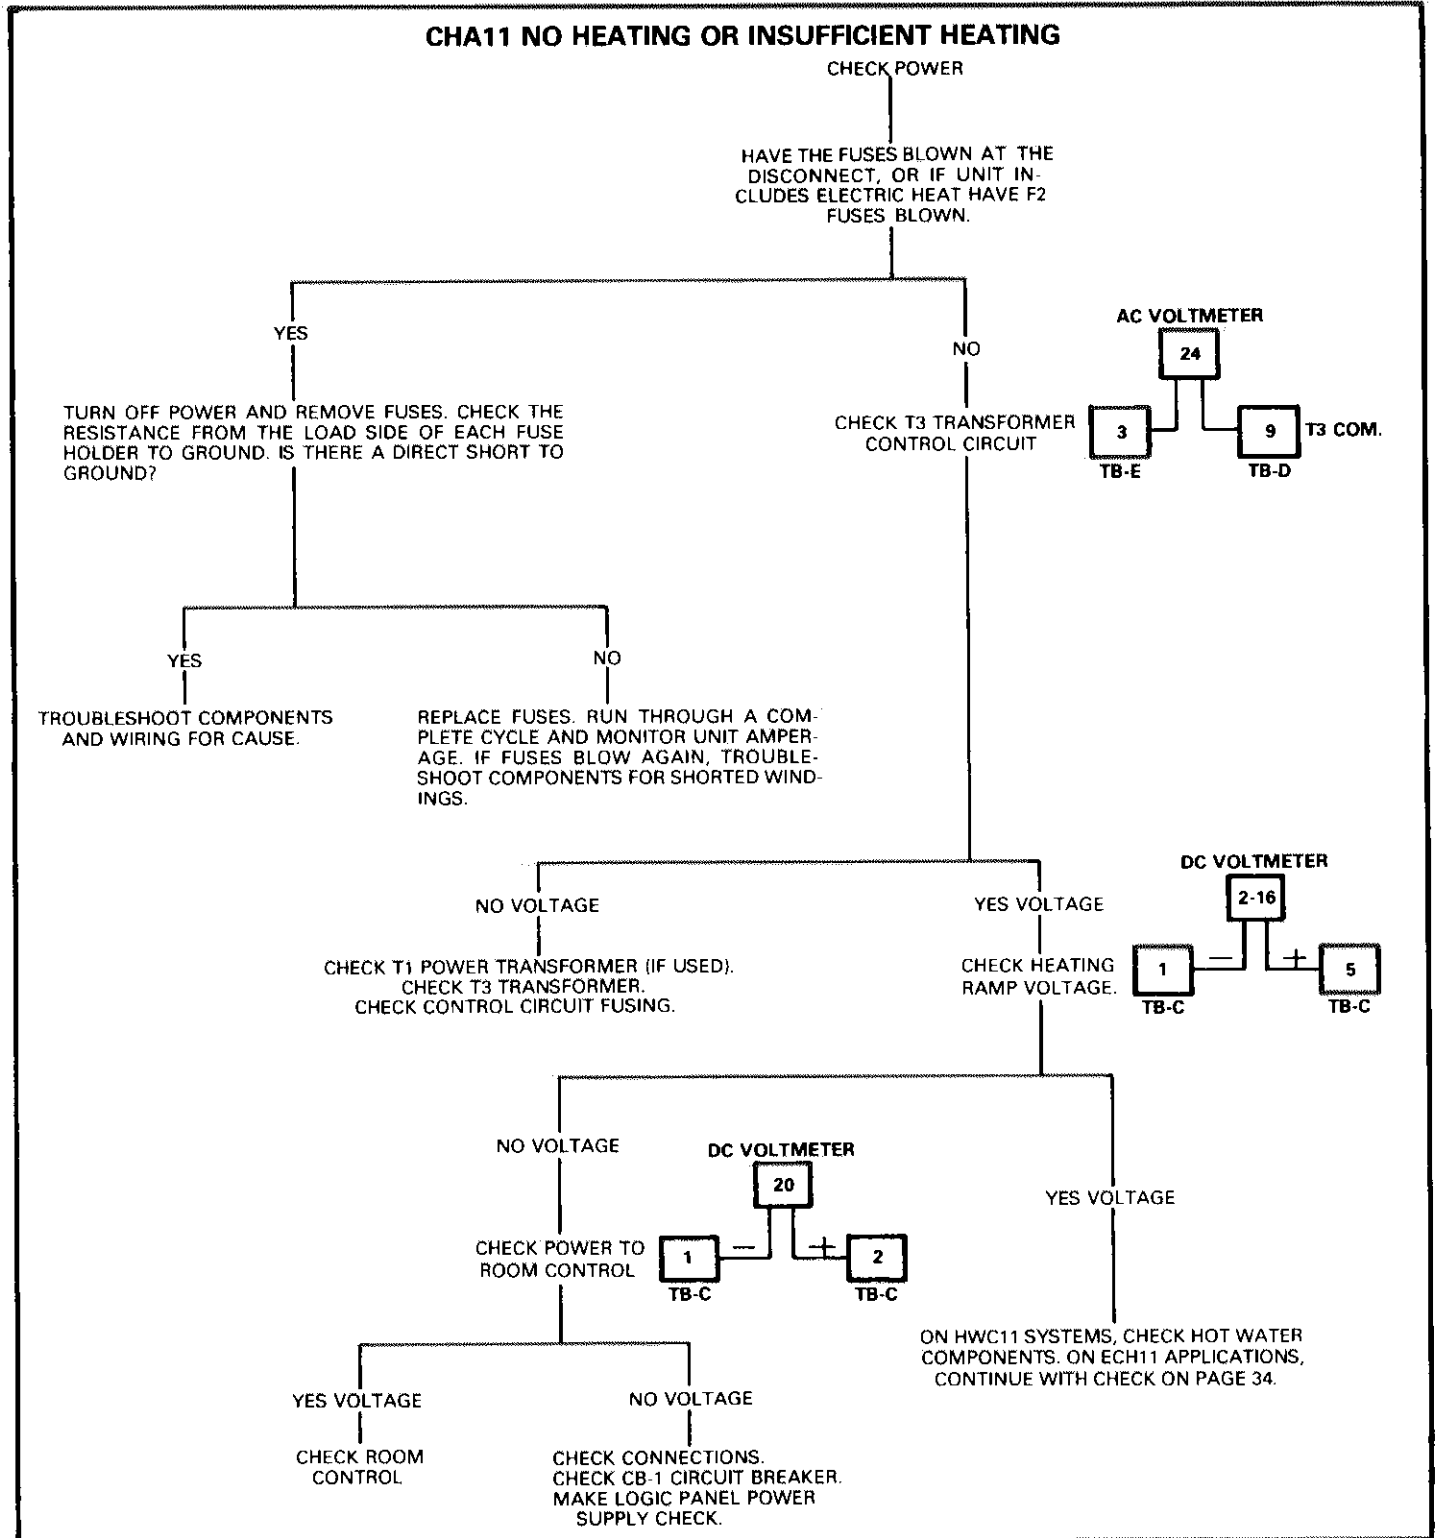 CHA11 NO HEATING OR INSUFFICIENT HEATING
CHECK POWER
HAVE THE FUSES BLOWN AT THE
DISCONNECT, OR IF UNIT IN-
CLUDES ELECTRIC HEAT HAVE F2
FUSES BLOWN.
YES
NO
AC VOLTMETER
24
3
9
T3 COM.
TB-E
TB-D
TURN OFF POWER AND REMOVE FUSES. CHECK THE
RESISTANCE FROM THE LOAD SIDE OF EACH FUSE
HOLDER TO GROUND. IS THERE A DIRECT SHORT TO
GROUND?
CHECK T3 TRANSFORMER
CONTROL CIRCUIT
YES
NO
TROUBLESHOOT COMPONENTS
AND WIRING FOR CAUSE.
REPLACE FUSES. RUN THROUGH A COM-
PLETE CYCLE AND MONITOR UNIT AMPER-
AGE. IF FUSES BLOW AGAIN, TROUBLE-
SHOOT COMPONENTS FOR SHORTED WIND-
INGS.
NO VOLTAGE
YES VOLTAGE
DC VOLTMETER
2-16
1
−
+
5
TB-C
TB-C
CHECK T1 POWER TRANSFORMER (IF USED).
CHECK T3 TRANSFORMER.
CHECK CONTROL CIRCUIT FUSING.
CHECK HEATING
RAMP VOLTAGE.
NO VOLTAGE
YES VOLTAGE
DC VOLTMETER
20
1
−
+
2
TB-C
TB-C
CHECK POWER TO
ROOM CONTROL
ON HWC11 SYSTEMS, CHECK HOT WATER
COMPONENTS. ON ECH11 APPLICATIONS,
CONTINUE WITH CHECK ON PAGE 34.
YES VOLTAGE
NO VOLTAGE
CHECK ROOM
CONTROL
CHECK CONNECTIONS.
CHECK CB-1 CIRCUIT BREAKER.
MAKE LOGIC PANEL POWER
SUPPLY CHECK.